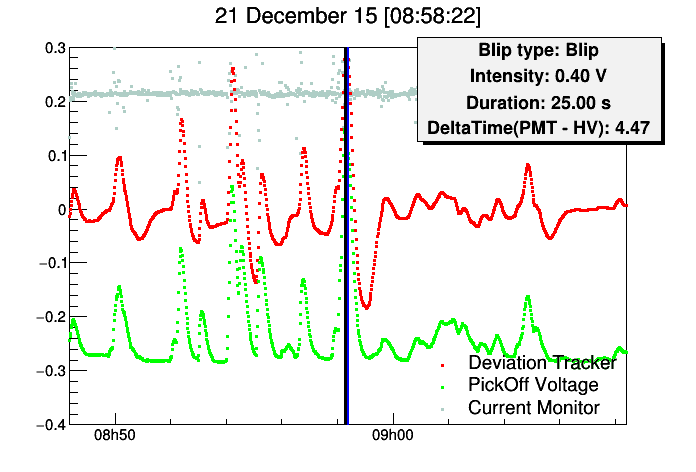 21 December 15 [08:58:22]
Blip type: Blip
Intensity: 0.40 V
Duration: 25.00 s
DeltaTime(PMT - HV): 4.47
0.3
0.2
0.1
0
−0.1
−0.2
−0.3
−0.4
Deviation Tracker
PickOff Voltage
Current Monitor
08h50
09h00